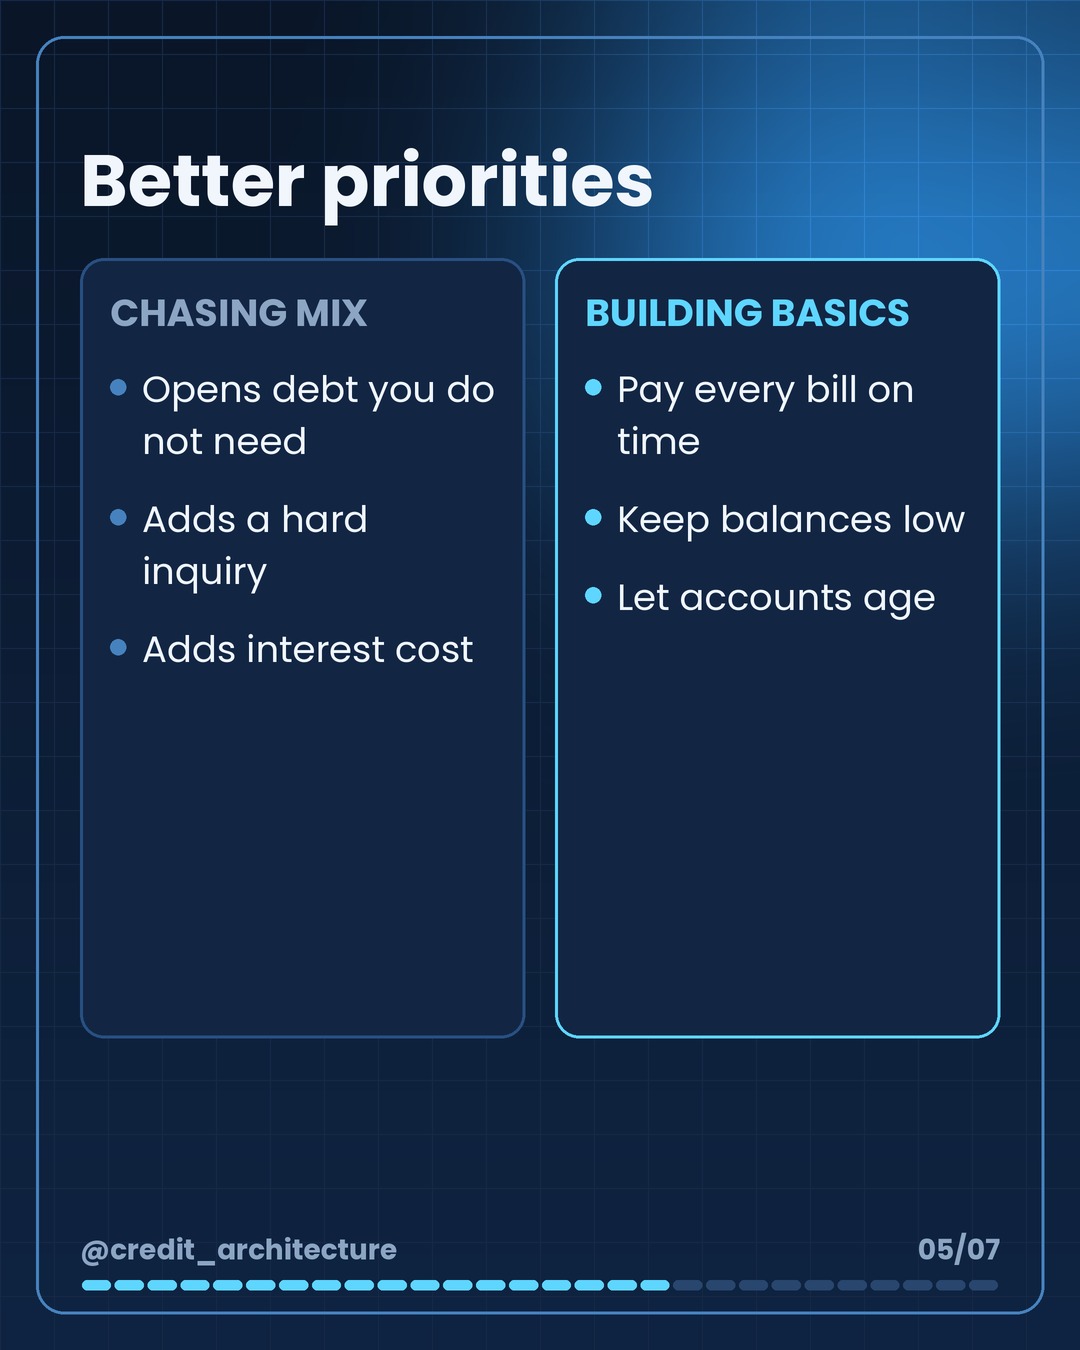 Better priorities
CHASING MIX
Opens debt you do
not need
Adds a hard
inquiry
Adds interest cost
BUILDING BASICS
Pay every bill on
time
Keep balances low
Let accounts age
@credit_architecture
05/07